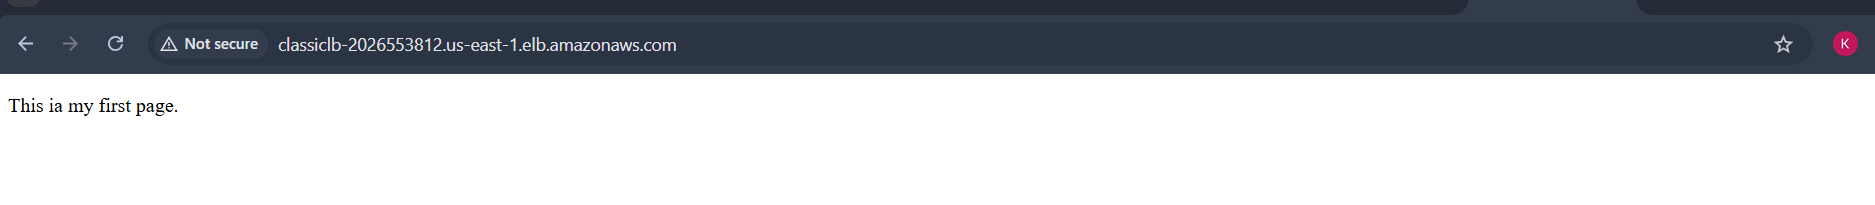 Not secure classiclb-2026553812.us-east-1.elb.amazonaws.com K
This ia my first page.